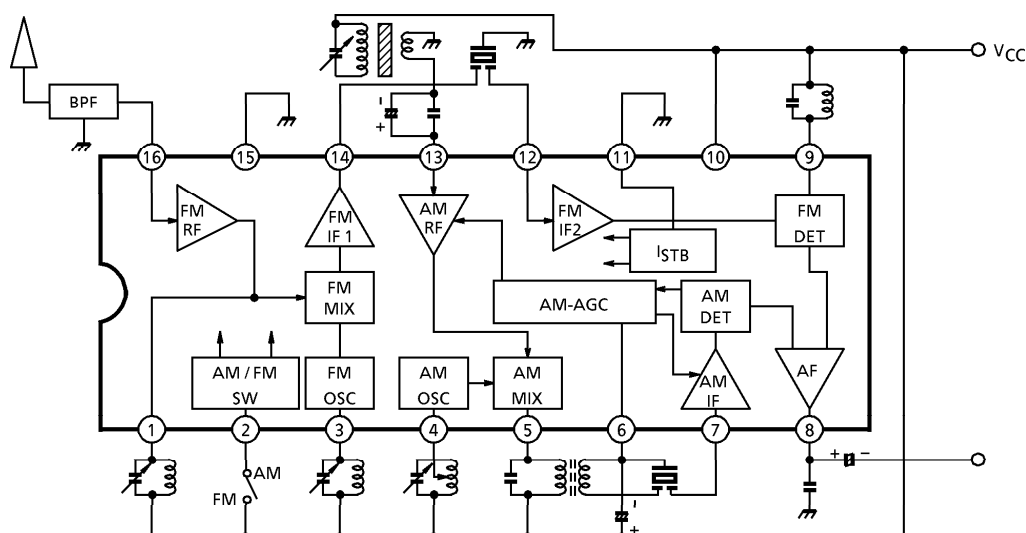 VCC
BPF
-
+
16
15
14
13
12
11
10
9
FM
RF
FM
IF 1
AM
RF
FM
IF2
FM
DET
ISTB
FM
MIX
AM-AGC
AM
DET
AM / FM
SW
FM
OSC
AM
OSC
AM
MIX
AM
IF
AF
1
2
3
4
5
6
7
8
+ -
AM
FM
-
+